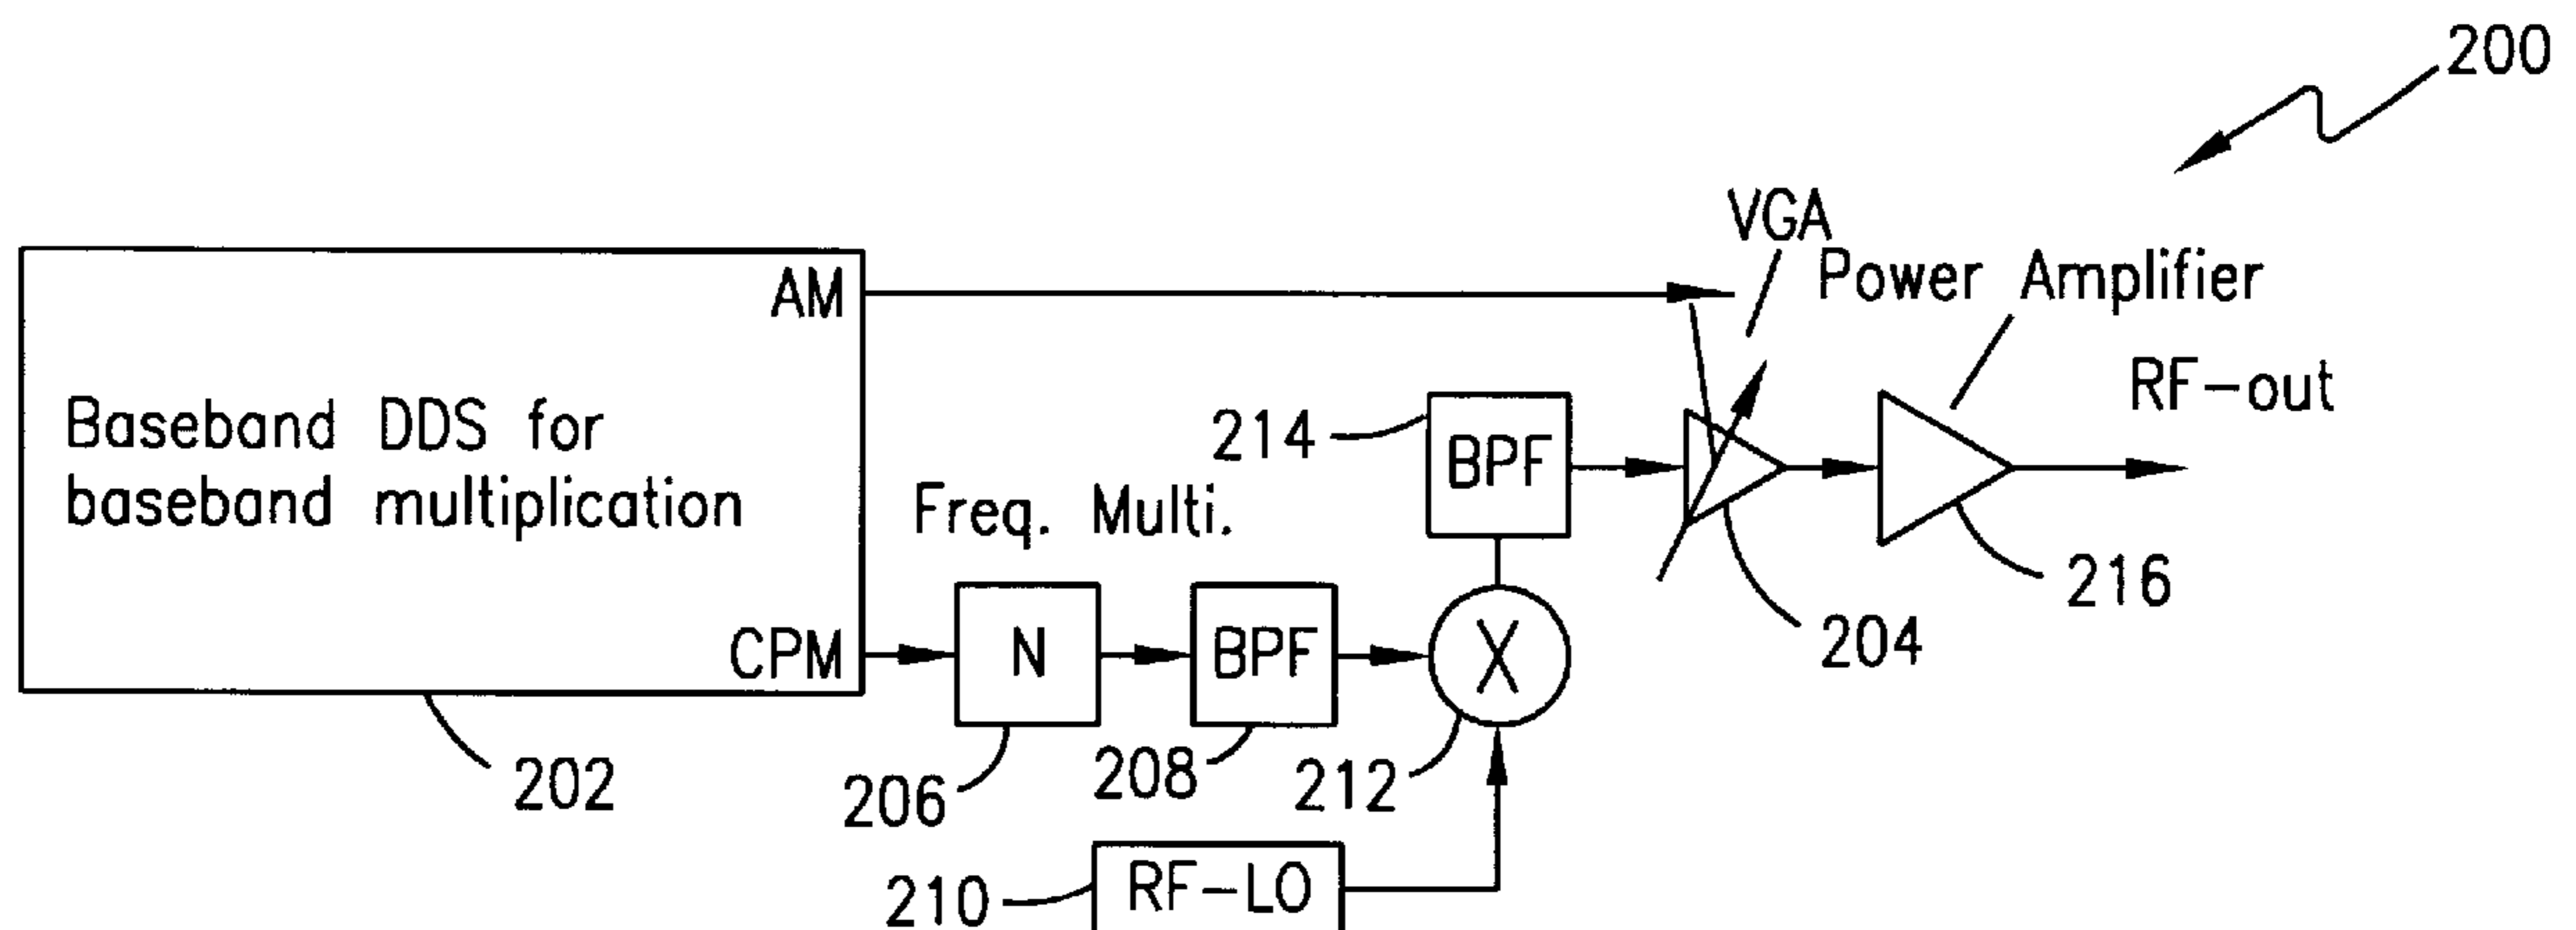 200
VGA
Power Amplifier
AM
RF-out
Baseband DDS for
baseband multiplication
214
BPF
Freq. Multi.
216
204
CPM
N
BPF
X
202
206
208
212
210
RF-LO